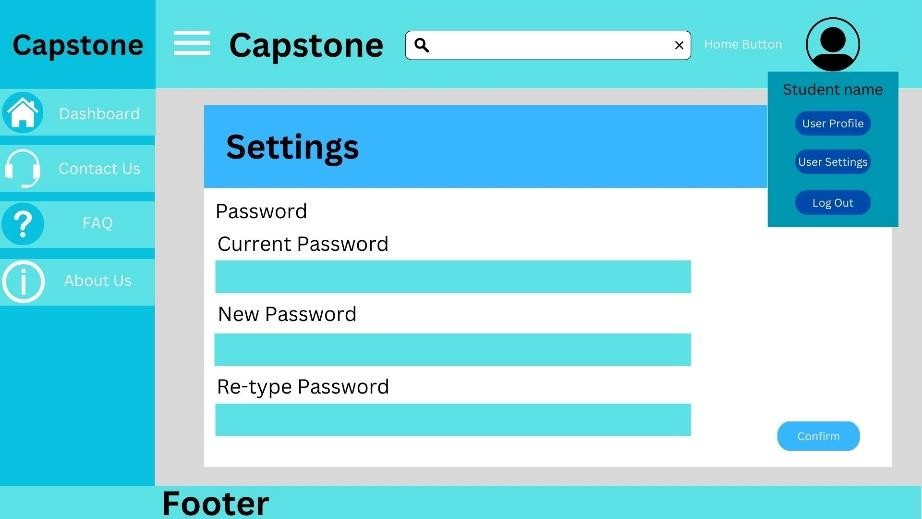 Capstone
Capstone
×
Home Button
Student name
User Profile
User Settings
Log Out
Dashboard
Contact Us
?
FAQ
i
About Us
Settings
Password
Current Password
New Password
Re-type Password
Confirm
Footer